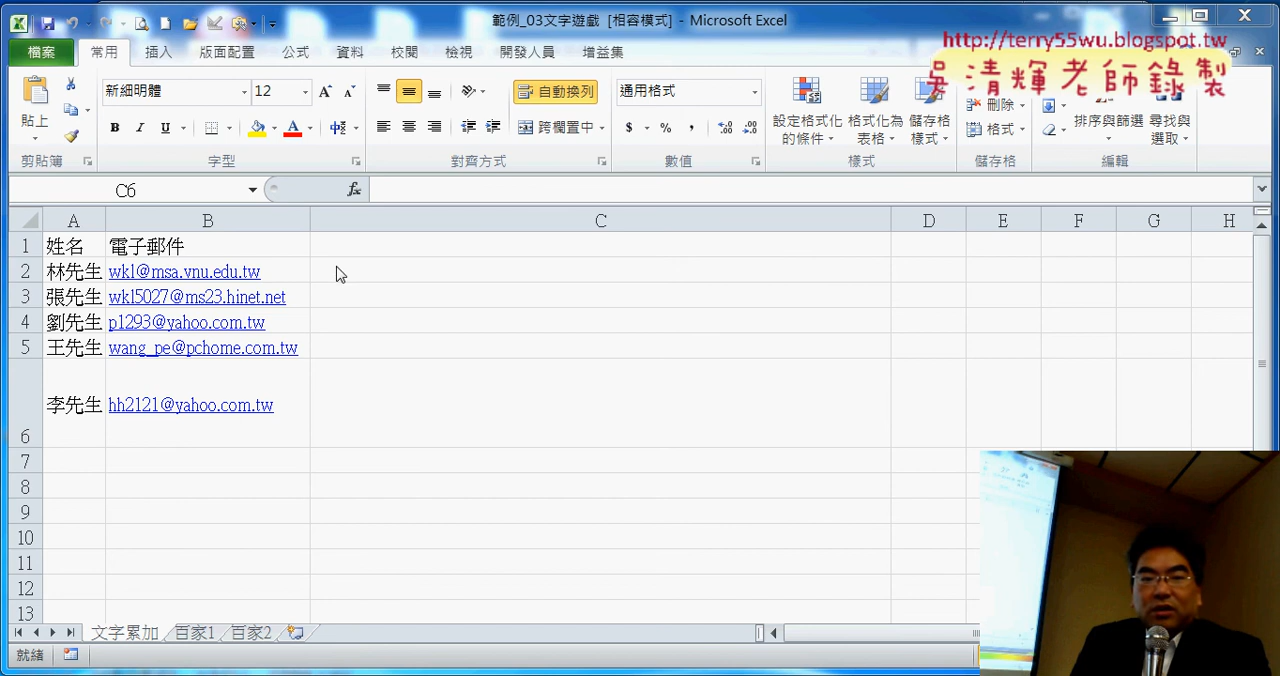 範例_03文字遊戲 [相容模式] - Microsoft Excel
http://terry55wu.blogspot.tw
吳清輝老師錄製
檔案 常用 插入 版面配置 公式 資料 校閱 檢視 開發人員 增益集
貼上
新細明體 12
自動換列
跨欄置中
通用格式
$ % ,
設定格式化的條件
格式化為表格
儲存格樣式
刪除
格式
排序與篩選
尋找與選取
剪貼簿 字型 對齊方式 數值 樣式 儲存格 編輯
C6 fx
A B C D E F G H
1 姓名 電子郵件
2 林先生 wkl@msa.vnu.edu.tw
3 張先生 wkl5027@ms23.hinet.net
4 劉先生 p1293@yahoo.com.tw
5 王先生 wang_pe@pchome.com.tw
6 李先生 hh2121@yahoo.com.tw
7
8
9
10
11
12
13
文字累加 百家1 百家2
就緒